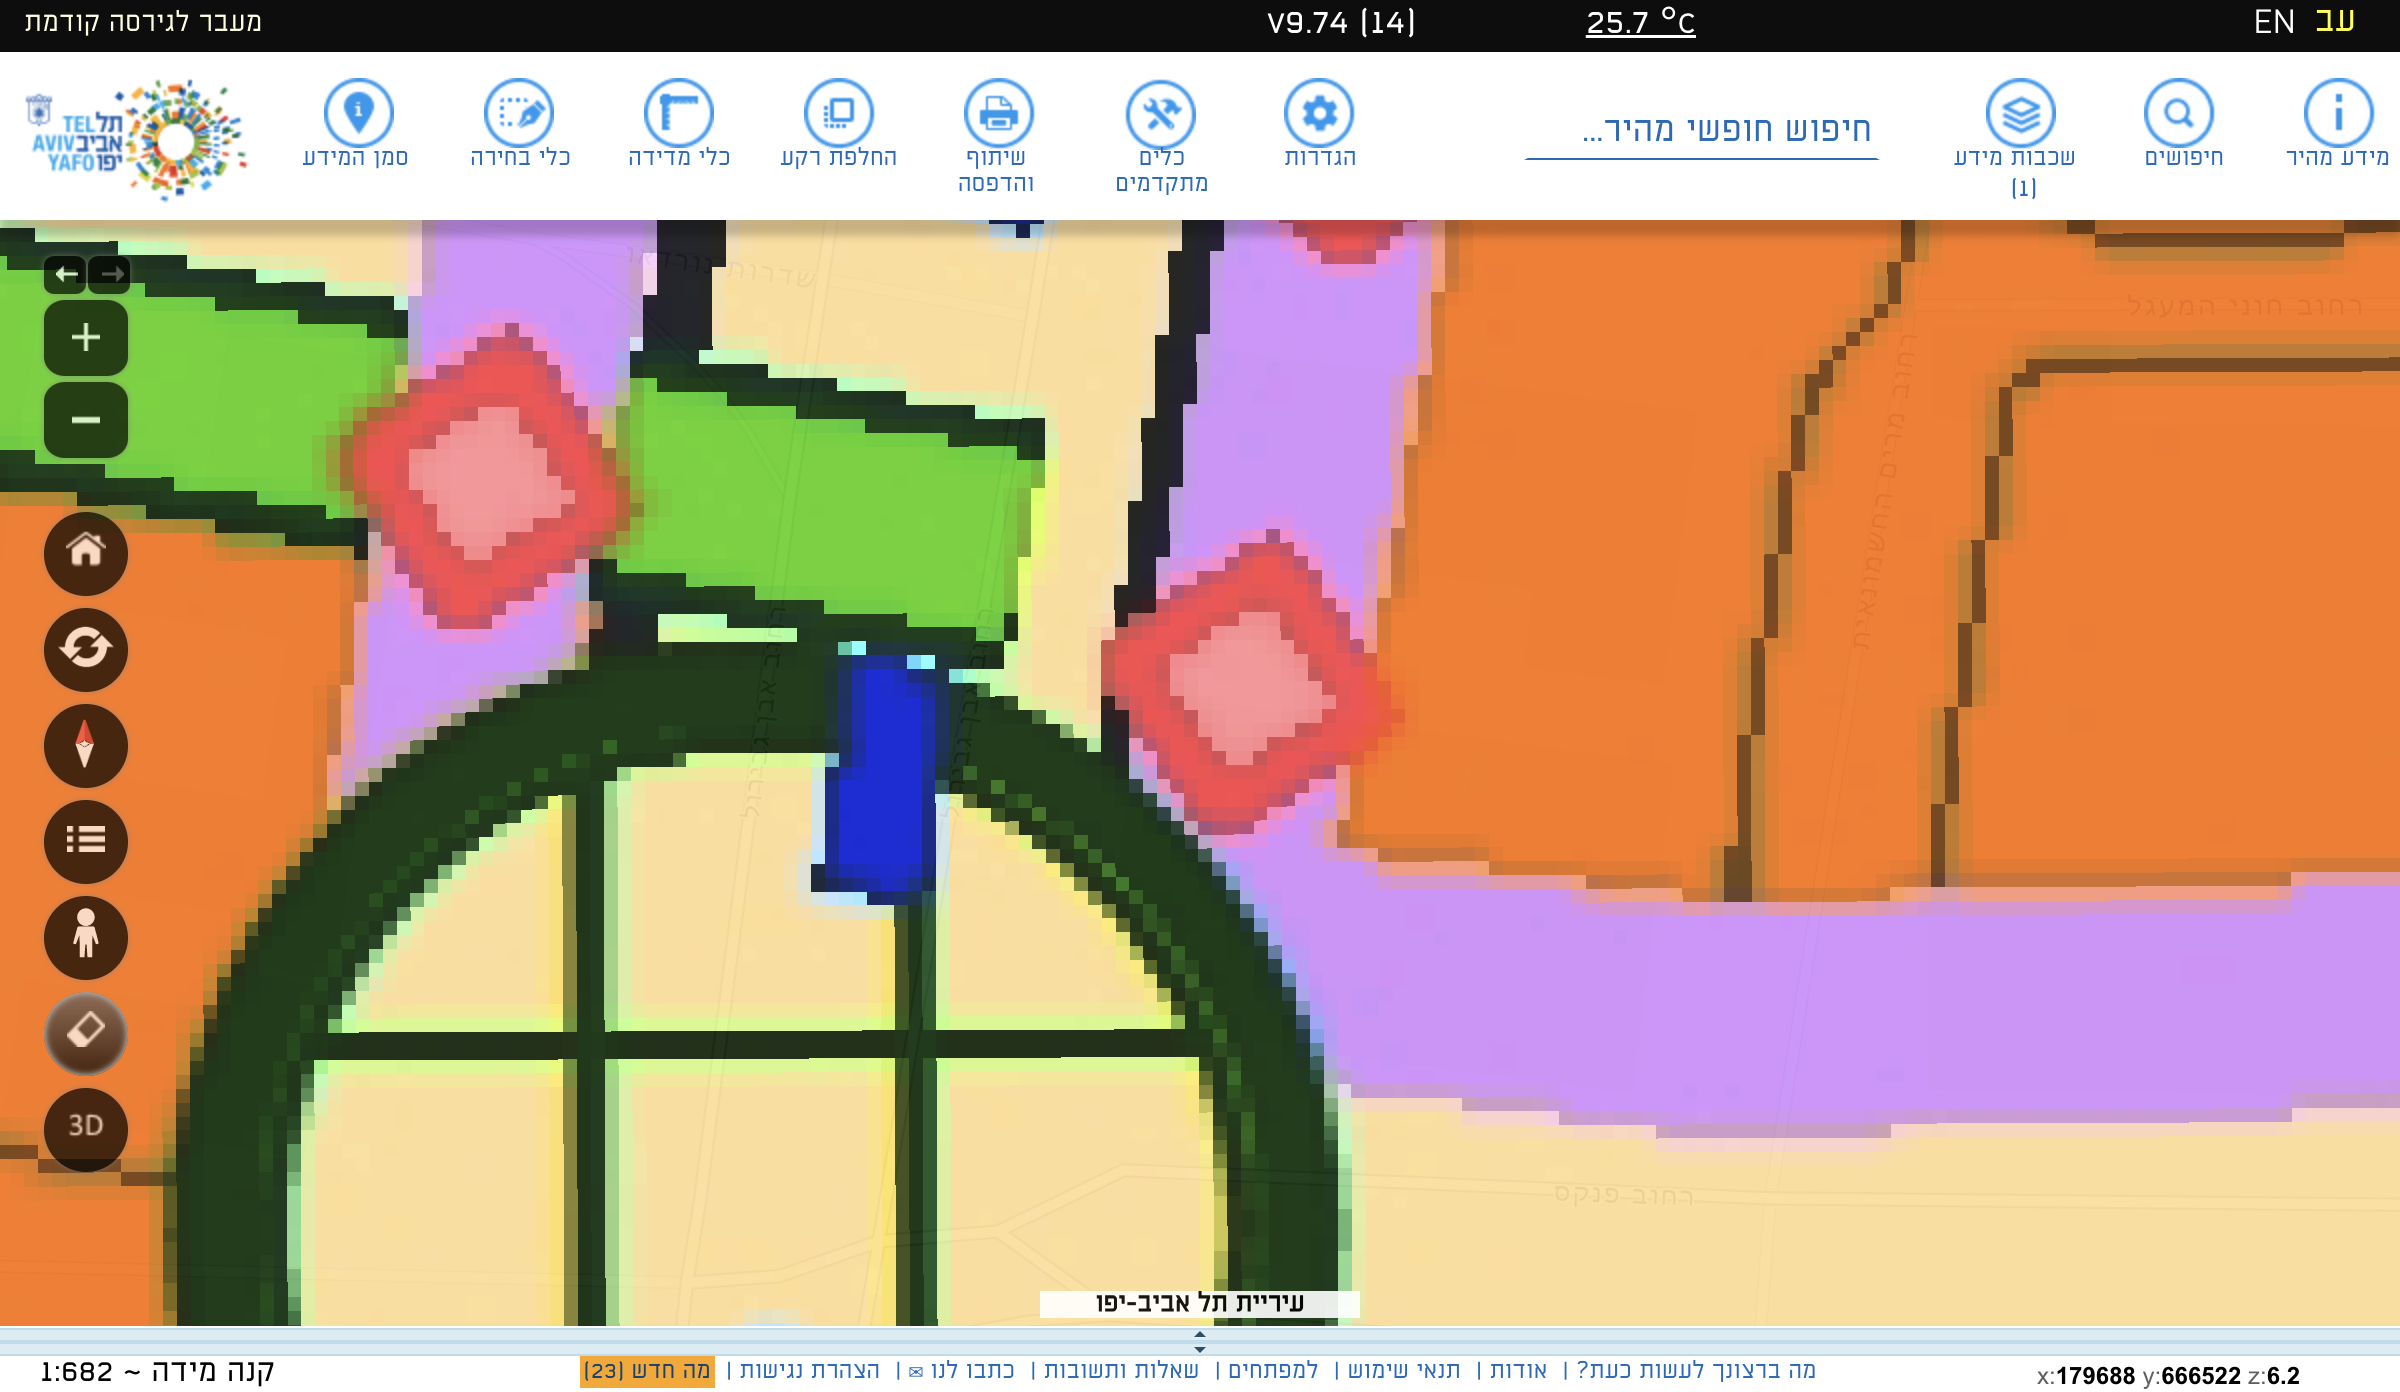 מעבר לגירסה קודמת
V9.74 (14)
25.7 °C
עב EN
תל אביב יפו
TEL AVIV YAFO
מידע מהיר
חיפושים
שכבות מידע (1)
חיפוש חופשי מהיר...
הגדרות
כלים מתקדמים
שיתוף והדפסה
החלפת רקע
כלי מדידה
כלי בחירה
סמן המידע
שדרות נורדאו
רחוב חוני המעגל
רחוב מרים החשמונאית
רחוב אבן גבירול
רחוב אבן גבירול
3D
רחוב פנקס
עיריית תל אביב-יפו
קנה מידה ~ 1:682
מה ברצונך לעשות כעת? | אודות | תנאי שימוש | למפתחים | שאלות ותשובות | כתבו לנו ✉ | הצהרת נגישות | מה חדש (23)
x:179688 y:666522 z:6.2